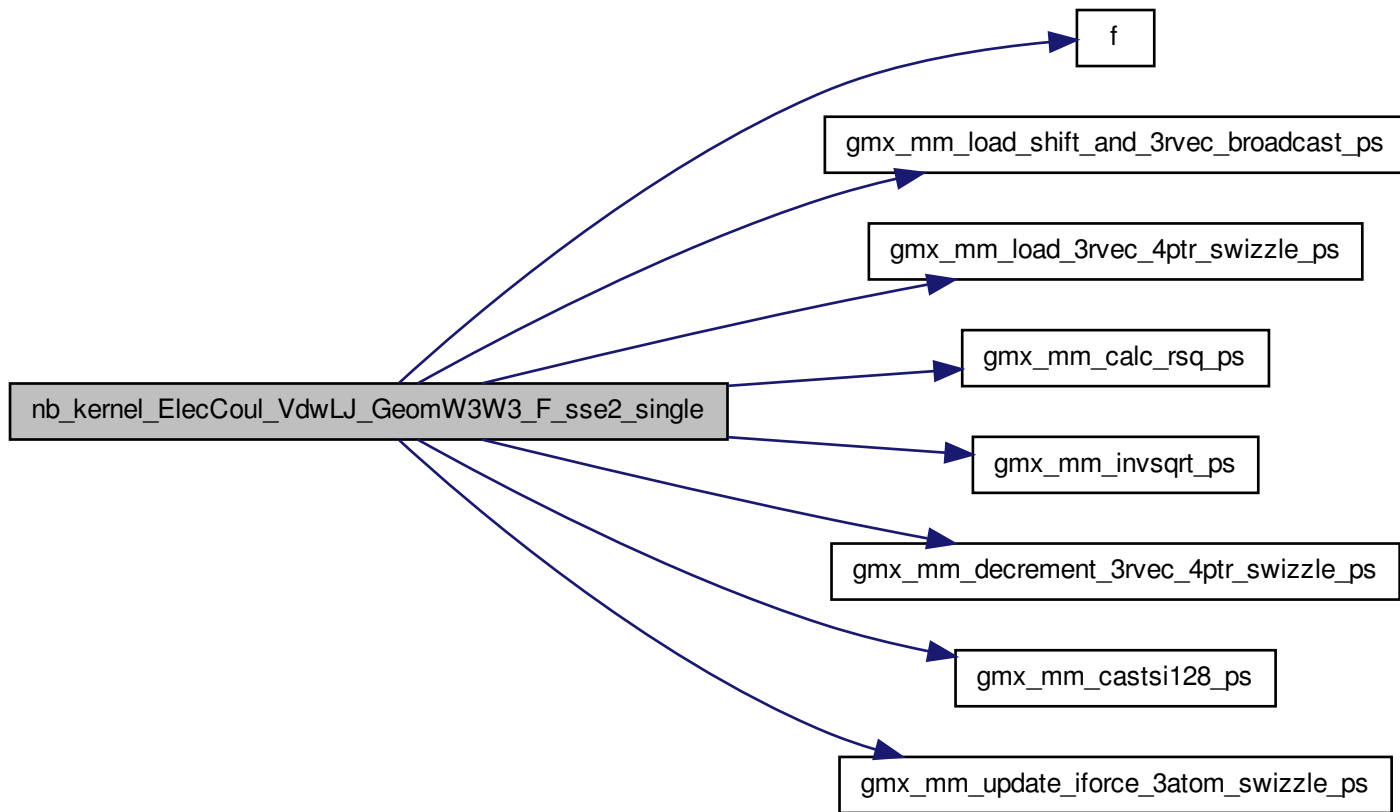 f
gmx_mm_load_shift_and_3rvec_broadcast_ps
gmx_mm_load_3rvec_4ptr_swizzle_ps
gmx_mm_calc_rsq_ps
nb_kernel_ElecCoul_VdwLJ_GeomW3W3_F_sse2_single
gmx_mm_invsqrt_ps
gmx_mm_decrement_3rvec_4ptr_swizzle_ps
gmx_mm_castsi128_ps
gmx_mm_update_iforce_3atom_swizzle_ps